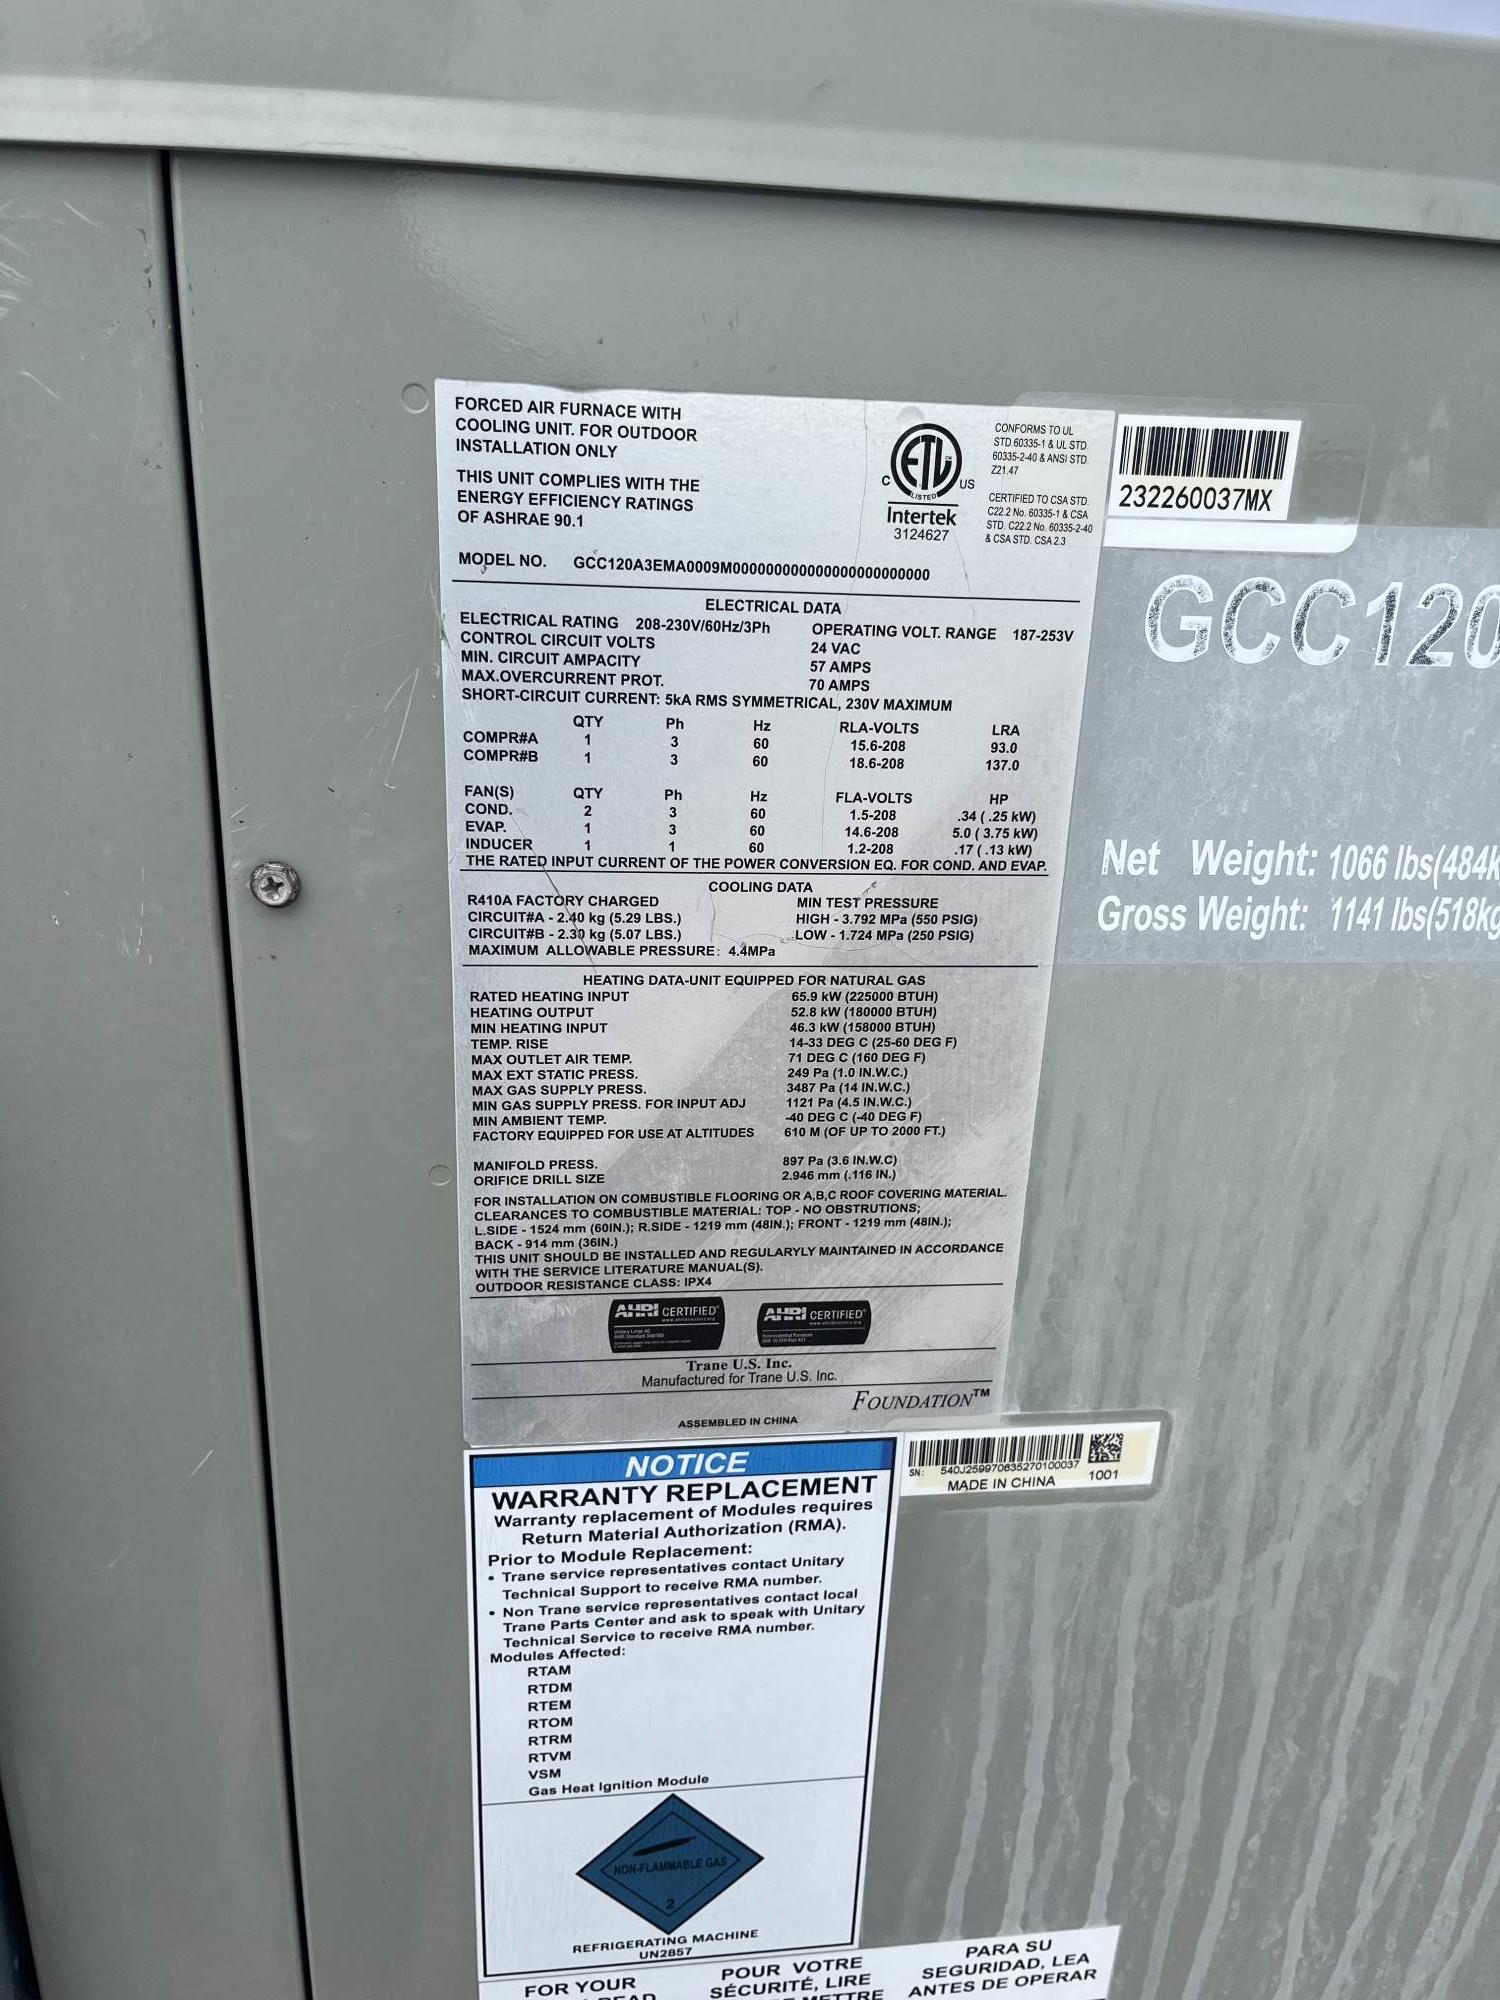 FORCED AIR FURNACE WITH
COOLING UNIT. FOR OUTDOOR
INSTALLATION ONLY
THIS UNIT COMPLIES WITH THE
ENERGY EFFICIENCY RATINGS
OF ASHRAE 90.1
C ETL US
LISTED
Intertek
3124627
CONFORMS TO UL
STD 60335-1 & UL STD.
60335-2-40 & ANSI STD.
Z21.47
CERTIFIED TO CSA STD.
C22.2 No. 60335-1 & CSA
STD. C22.2 No. 60335-2-40
& CSA STD. CSA 2.3
232260037MX
MODEL NO. GCC120A3EMA0009M
GCC120
Net Weight: 1066 lbs(484k
Gross Weight: 1141 lbs(518kg
ELECTRICAL DATA
ELECTRICAL RATING 208-230V/60Hz/3Ph OPERATING VOLT. RANGE 187-253V
CONTROL CIRCUIT VOLTS 24 VAC
MIN. CIRCUIT AMPACITY 57 AMPS
MAX.OVERCURRENT PROT. 70 AMPS
SHORT-CIRCUIT CURRENT: 5kA RMS SYMMETRICAL, 230V MAXIMUM
QTY Ph Hz RLA-VOLTS LRA
COMPR#A 1 3 60 15.6-208 93.0
COMPR#B 1 3 60 18.6-208 137.0
FAN(S) QTY Ph Hz FLA-VOLTS HP
COND. 2 3 60 1.5-208 .34 ( .25 kW)
EVAP. 1 3 60 14.6-208 5.0 ( 3.75 kW)
INDUCER 1 1 60 1.2-208 .17 ( .13 kW)
THE RATED INPUT CURRENT OF THE POWER CONVERSION EQ. FOR COND. AND EVAP.
COOLING DATA
R410A FACTORY CHARGED MIN TEST PRESSURE
CIRCUIT#A - 2.40 kg (5.29 LBS.) HIGH - 3.792 MPa (550 PSIG)
CIRCUIT#B - 2.30 kg (5.07 LBS.) LOW - 1.724 MPa (250 PSIG)
MAXIMUM ALLOWABLE PRESSURE: 4.4MPa
HEATING DATA-UNIT EQUIPPED FOR NATURAL GAS
RATED HEATING INPUT 65.9 kW (225000 BTUH)
HEATING OUTPUT 52.8 kW (180000 BTUH)
MIN HEATING INPUT 46.3 kW (158000 BTUH)
TEMP. RISE 14-33 DEG C (25-60 DEG F)
MAX OUTLET AIR TEMP. 71 DEG C (160 DEG F)
MAX EXT STATIC PRESS. 249 Pa (1.0 IN.W.C.)
MAX GAS SUPPLY PRESS. 3487 Pa (14 IN.W.C.)
MIN GAS SUPPLY PRESS. FOR INPUT ADJ 1121 Pa (4.5 IN.W.C.)
MIN AMBIENT TEMP. -40 DEG C (-40 DEG F)
FACTORY EQUIPPED FOR USE AT ALTITUDES 610 M (OF UP TO 2000 FT.)
MANIFOLD PRESS. 897 Pa (3.6 IN.W.C)
ORIFICE DRILL SIZE 2.946 mm (.116 IN.)
FOR INSTALLATION ON COMBUSTIBLE FLOORING OR A,B,C ROOF COVERING MATERIAL.
CLEARANCES TO COMBUSTIBLE MATERIAL: TOP - NO OBSTRUTIONS;
L.SIDE - 1524 mm (60IN.); R.SIDE - 1219 mm (48IN.); FRONT - 1219 mm (48IN.);
BACK - 914 mm (36IN.)
THIS UNIT SHOULD BE INSTALLED AND REGULARYLY MAINTAINED IN ACCORDANCE
WITH THE SERVICE LITERATURE MANUAL(S).
OUTDOOR RESISTANCE CLASS: IPX4
AHRI CERTIFIED®
www.ahridirectory.org
AHRI CERTIFIED®
www.ahridirectory.org
Trane U.S. Inc.
Manufactured for Trane U.S. Inc.
FOUNDATION™
ASSEMBLED IN CHINA
SN: 540J259970635270100037 1001
MADE IN CHINA
NOTICE
WARRANTY REPLACEMENT
Warranty replacement of Modules requires
Return Material Authorization (RMA).
Prior to Module Replacement:
• Trane service representatives contact Unitary
Technical Support to receive RMA number.
• Non Trane service representatives contact local
Trane Parts Center and ask to speak with Unitary
Technical Service to receive RMA number.
Modules Affected:
RTAM
RTDM
RTEM
RTOM
RTRM
RTVM
VSM
Gas Heat Ignition Module
NON-FLAMMABLE GAS
2
REFRIGERATING MACHINE
UN2857
FOR YOUR
READ
POUR VOTRE
SÉCURITÉ, LIRE
METTRE
PARA SU
SEGURIDAD, LEA
ANTES DE OPERAR